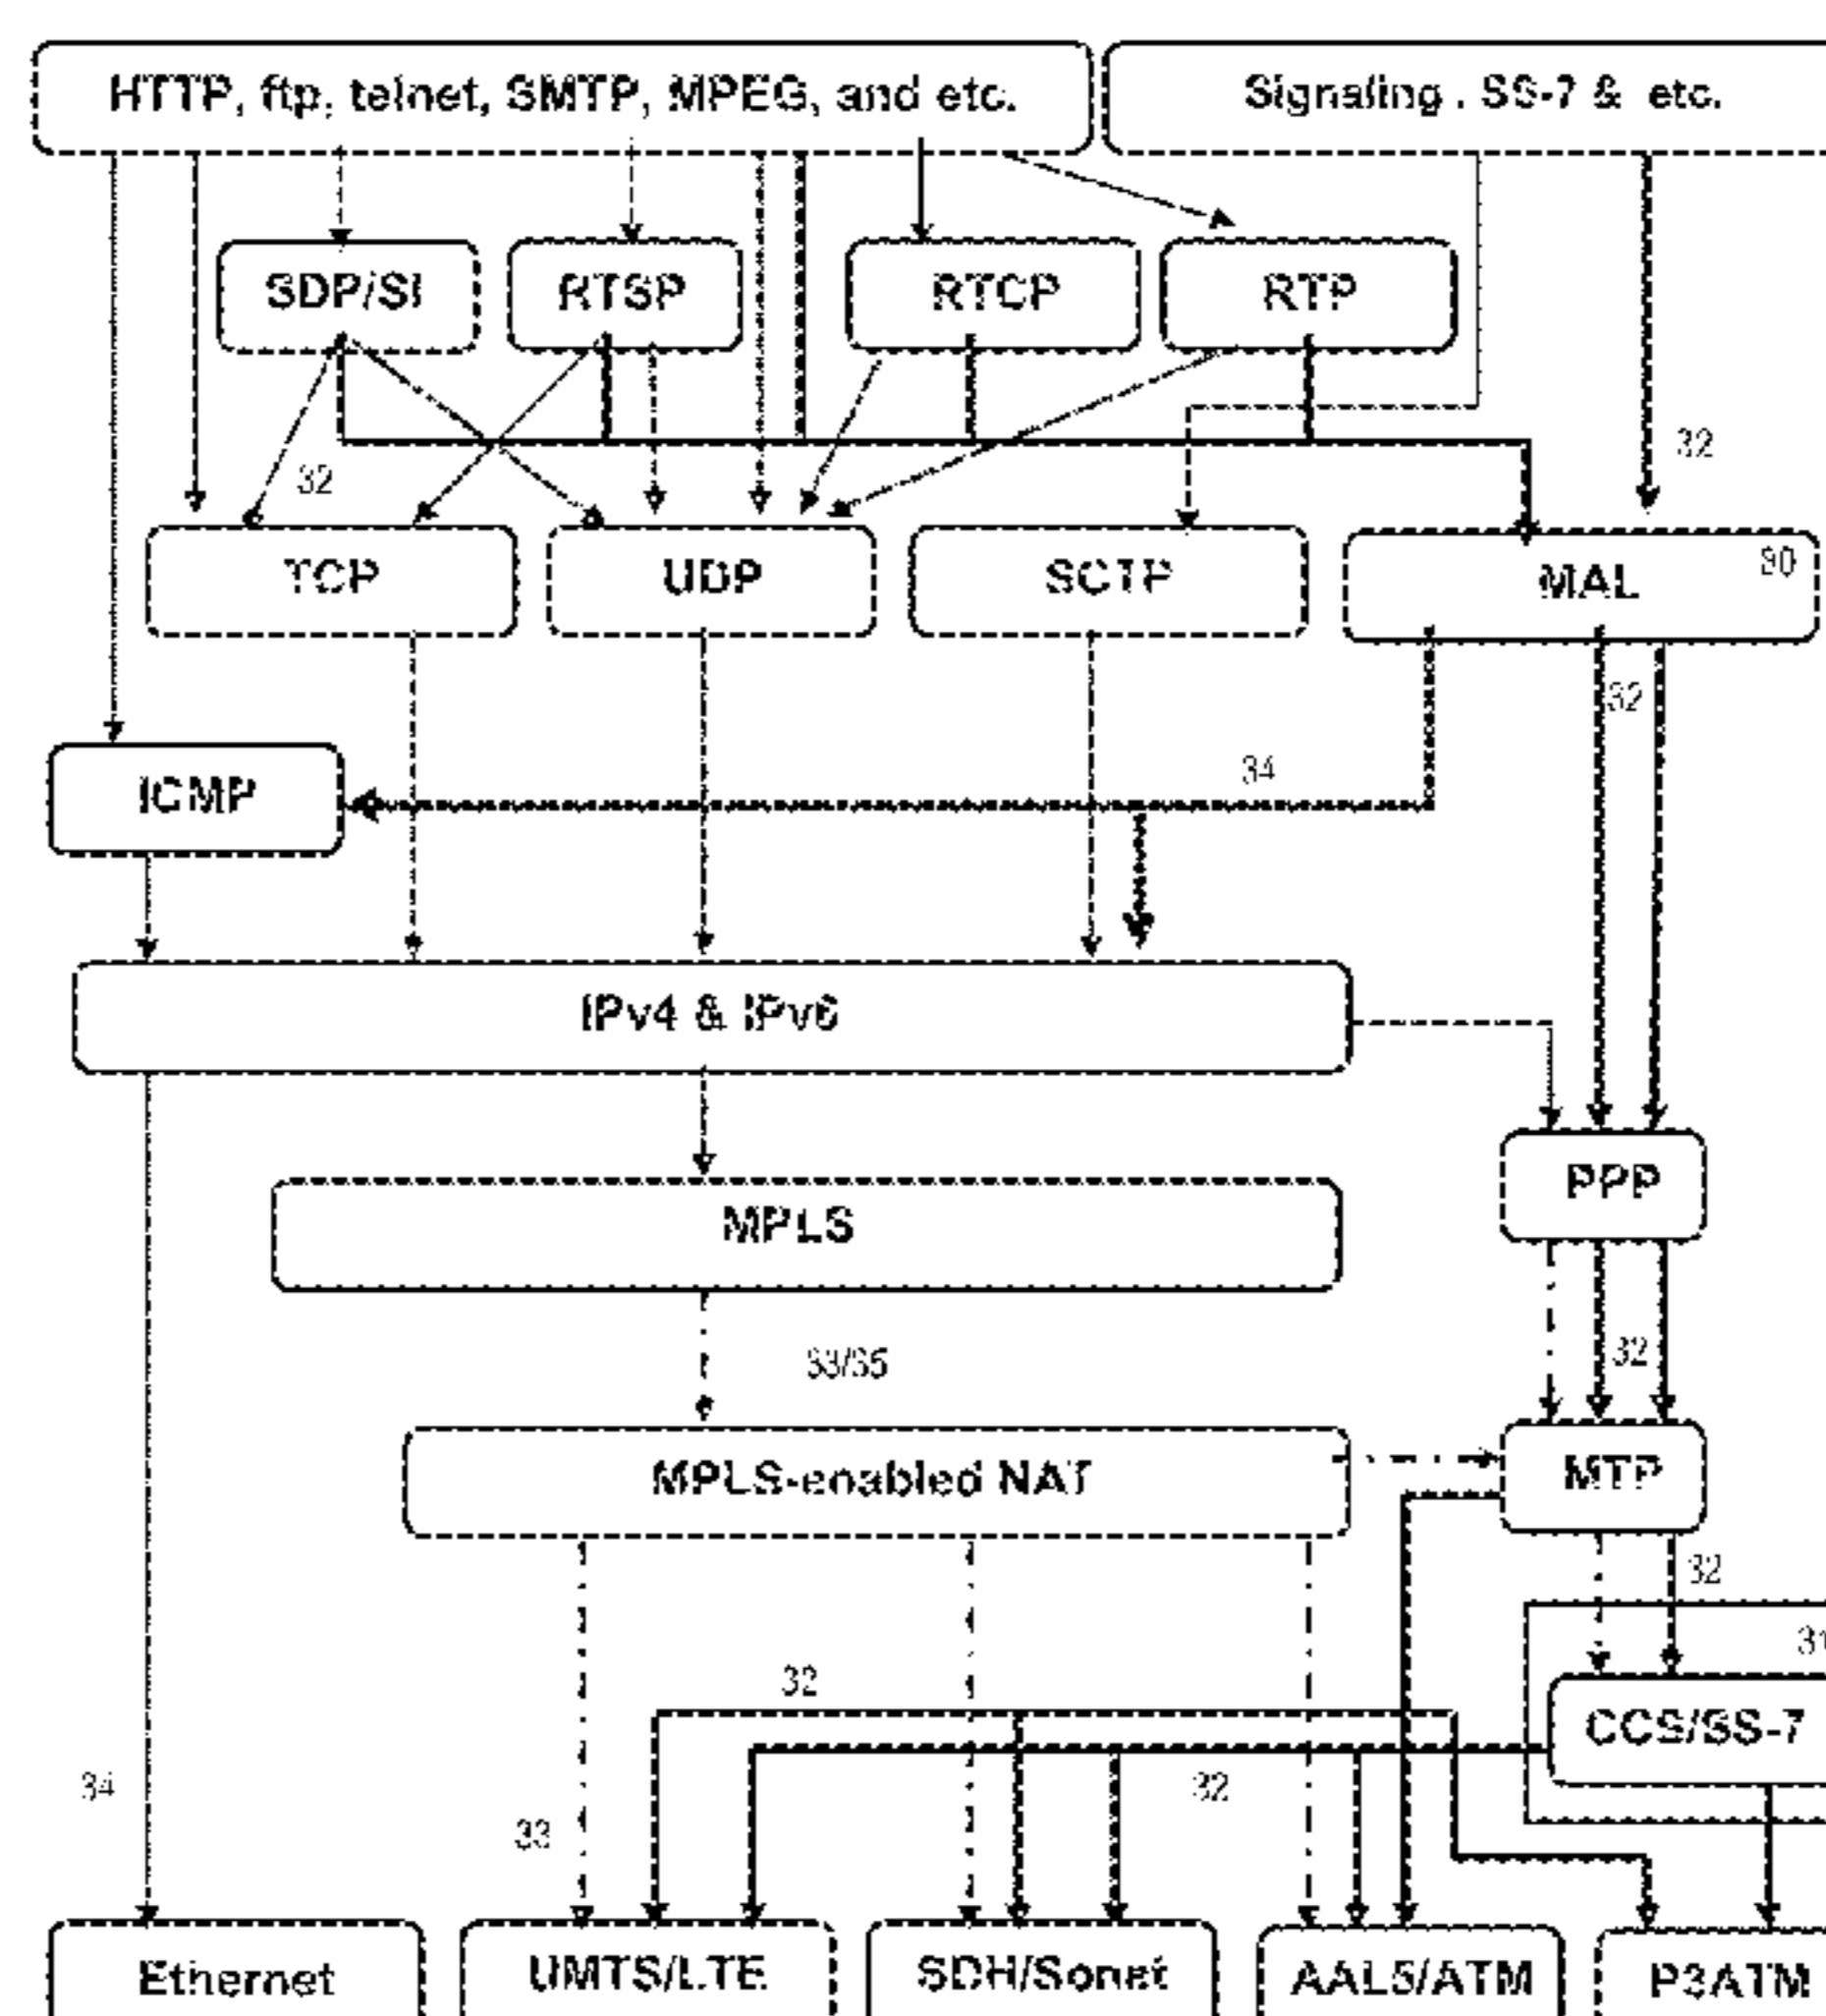 HTTP, ftp, telnet, SMTP, MPEG, and etc.
Signaling . SS-7 & etc.
SDP/SI
RTSP
RTCP
RTP
32
32
TCP
UDP
SCTP
MAL
30
32
34
ICMP
IPv4 & IPv6
PPP
MPLS
33/35
32
MPLS-enabled NAT
MTP
32
31
32
CCS/SS-7
34
32
33
Ethernet
UMTS/LTE
SDH/Sonet
AAL5/ATM
P3ATM